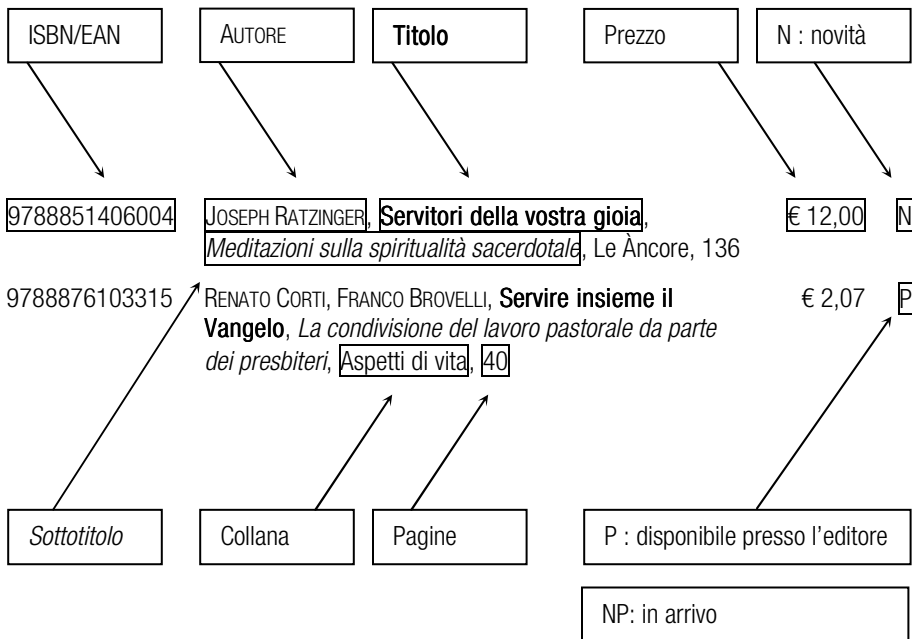 ISBN/EAN AUTORE Titolo Prezzo N : novità
9788851406004 JOSEPH RATZINGER, Servitori della vostra gioia, € 12,00 N
Meditazioni sulla spiritualità sacerdotale, Le Àncore, 136
9788876103315 RENATO CORTI, FRANCO BROVELLI, Servire insieme il € 2,07 P
Vangelo, La condivisione del lavoro pastorale da parte
dei presbiteri, Aspetti di vita, 40
Sottotitolo Collana Pagine P : disponibile presso l'editore
NP: in arrivo